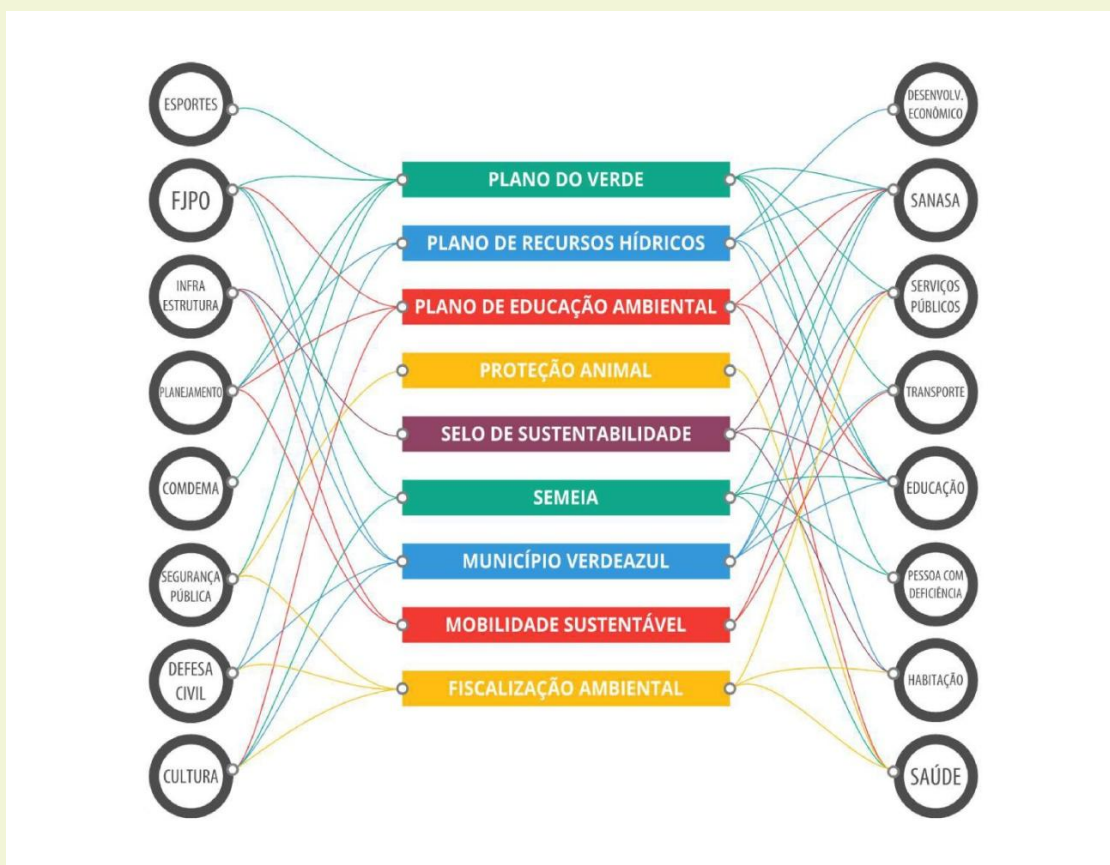 ESPORTES
FJPO
INFRA
ESTRUTURA
PLANEJAMENTO
COMDEMA
SEGURANÇA
PÚBLICA
DEFESA
CIVIL
CULTURA
PLANO DO VERDE
PLANO DE RECURSOS HÍDRICOS
PLANO DE EDUCAÇÃO AMBIENTAL
PROTEÇÃO ANIMAL
SELO DE SUSTENTABILIDADE
SEMEIA
MUNICÍPIO VERDEAZUL
MOBILIDADE SUSTENTÁVEL
FISCALIZAÇÃO AMBIENTAL
DESENVOLV.
ECONÔMICO
SANASA
SERVIÇOS
PÚBLICOS
TRANSPORTE
EDUCAÇÃO
PESSOA COM
DEFICIÊNCIA
HABITAÇÃO
SAÚDE